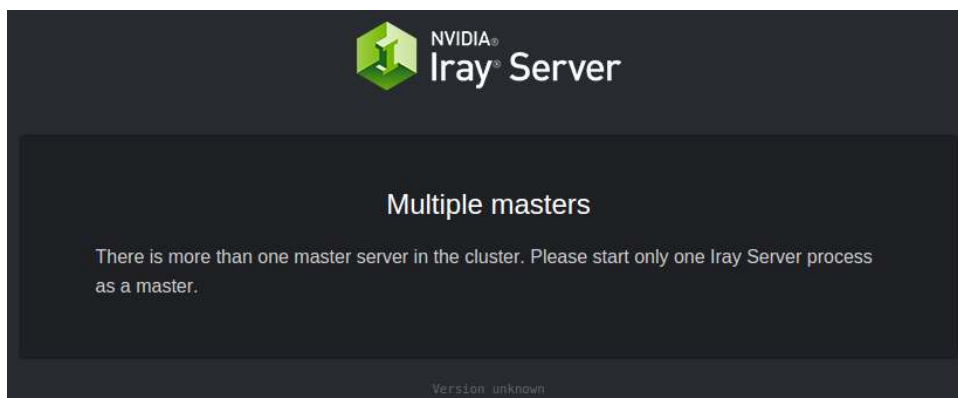 NVIDIA®
Iray® Server
Multiple masters
There is more than one master server in the cluster. Please start only one Iray Server process
as a master.
Version unknown